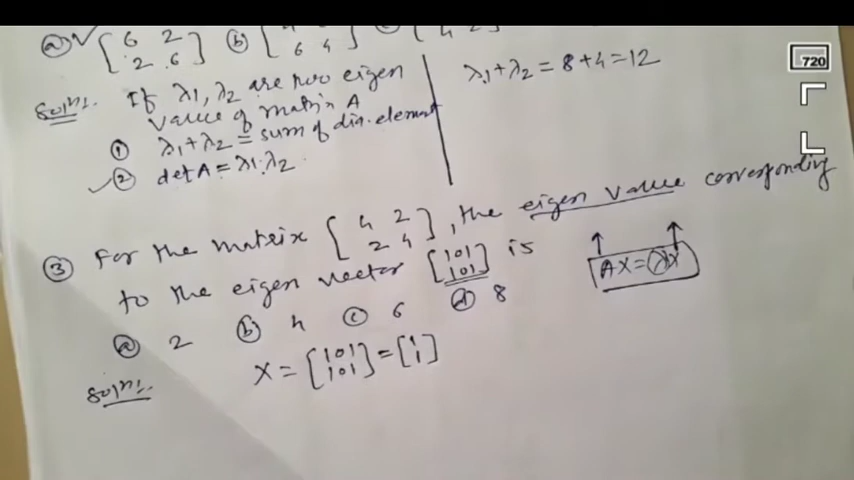 ⓐ✓ [6 2
2 6] ⓑ [
6 4] 
Soln:. If λ1, λ2 are two eigen
value of matrix A
① λ1+λ2 = sum of dia. element
② det A = λ1.λ2.
λ1+λ2 = 8+4=12
③ For the matrix [4 2
2 4], the eigen value corresponding
to the eigen vector [101
101] is
ⓐ 2 ⓑ 4 ⓒ 6 ⓓ 8
AX = λX
Soln:.
X = [101
101] = [1
1]
720